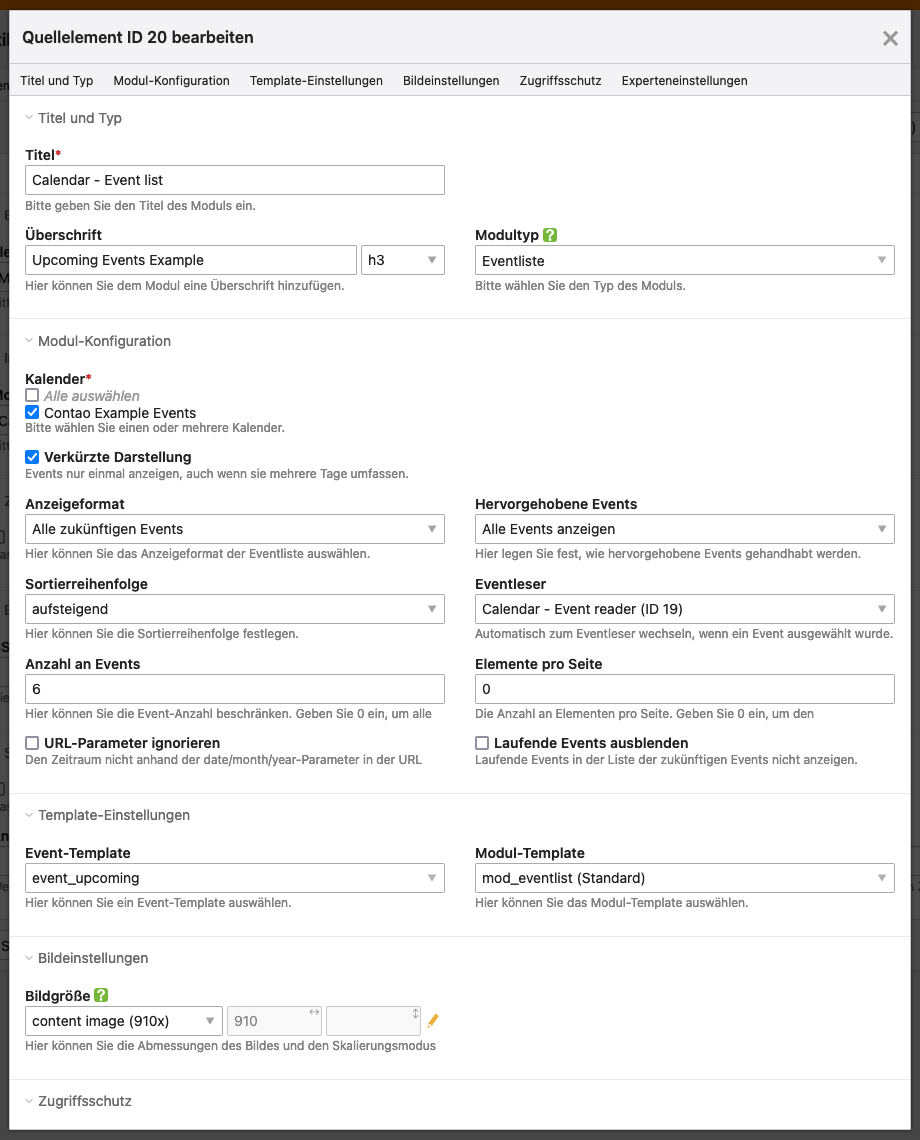 Quellelement ID 20 bearbeiten
Titel und Typ Modul-Konfiguration Template-Einstellungen Bildeinstellungen Zugriffsschutz Experteneinstellungen
Titel und Typ
Titel*
Calendar - Event list
Bitte geben Sie den Titel des Moduls ein.
Überschrift Modultyp
Upcoming Events Example h3 Eventliste
Hier können Sie dem Modul eine Überschrift hinzufügen. Bitte wählen Sie den Typ des Moduls.
Modul-Konfiguration
Kalender*
Alle auswählen
Contao Example Events
Bitte wählen Sie einen oder mehrere Kalender.
Verkürzte Darstellung
Events nur einmal anzeigen, auch wenn sie mehrere Tage umfassen.
Anzeigeformat Hervorgehobene Events
Alle zukünftigen Events Alle Events anzeigen
Hier können Sie das Anzeigeformat der Eventliste auswählen. Hier legen Sie fest, wie hervorgehobene Events gehandhabt werden.
Sortierreihenfolge Eventleser
aufsteigend Calendar - Event reader (ID 19)
Hier können Sie die Sortierreihenfolge festlegen. Automatisch zum Eventleser wechseln, wenn ein Event ausgewählt wurde.
Anzahl an Events Elemente pro Seite
6 0
Hier können Sie die Event-Anzahl beschränken. Geben Sie 0 ein, um alle Die Anzahl an Elementen pro Seite. Geben Sie 0 ein, um den
URL-Parameter ignorieren Laufende Events ausblenden
Den Zeitraum nicht anhand der date/month/year-Parameter in der URL Laufende Events in der Liste der zukünftigen Events nicht anzeigen.
Template-Einstellungen
Event-Template Modul-Template
event_upcoming mod_eventlist (Standard)
Hier können Sie ein Event-Template auswählen. Hier können Sie das Modul-Template auswählen.
Bildeinstellungen
Bildgröße
content image (910x) 910
Hier können Sie die Abmessungen des Bildes und den Skalierungsmodus
Zugriffsschutz